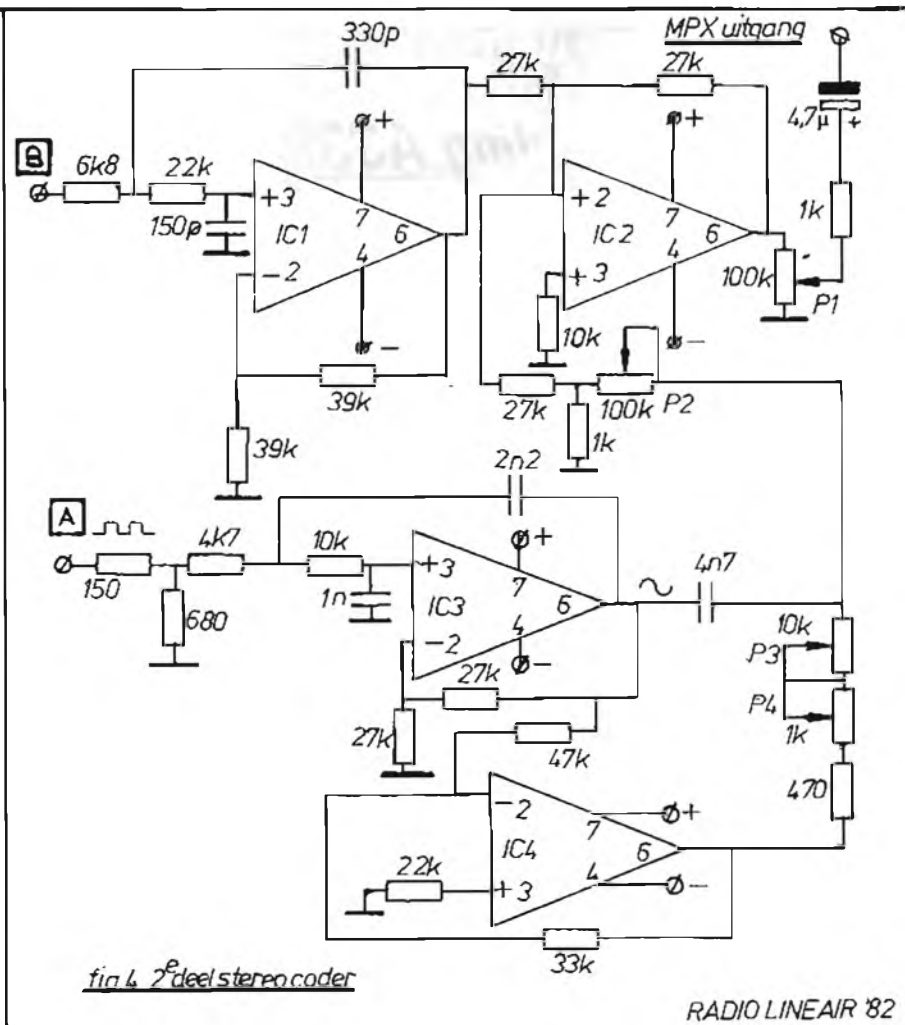 330p
MPX uitgang
27k
27k
4,7µ +
B
6k8
22k
+3
150p
IC1
7
+
4
6
-2
-
39k
39k
+2
IC2
7
+
4
6
+3
-
10k
1k
100k
P1
27k
100k
P2
1k
2n2
A
4k7
150
680
10k
1n
+3
IC3
7
+
4
6
-2
-
27k
27k
47k
4n7
10k
P3
P4
1k
470
-2
IC4
7
+
6
4
-
22k
+3
33k
fig 4 2e deel stereo coder
RADIO LINEAIR '82